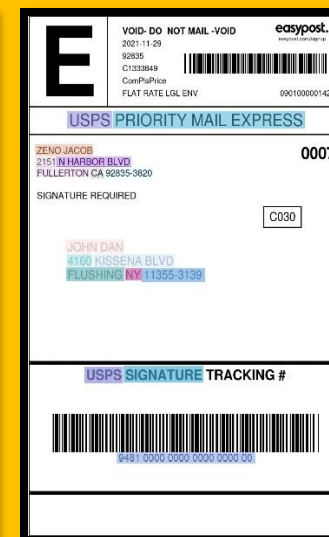 E
VOID- DO NOT MAIL -VOID
easypost.
2021-11-29
92835
C1333849
ComPlsPrice
FLAT RATE LGL ENV
090100000142
USPS PRIORITY MAIL EXPRESS
ZENO JACOB
0007
2151 N HARBOR BLVD
FULLERTON CA 92835-3820
SIGNATURE REQUIRED
C030
JOHN DAN
4160 KISSENA BLVD
FLUSHING NY 11355-3139
USPS SIGNATURE TRACKING #
9481 0000 0000 0000 0000 00